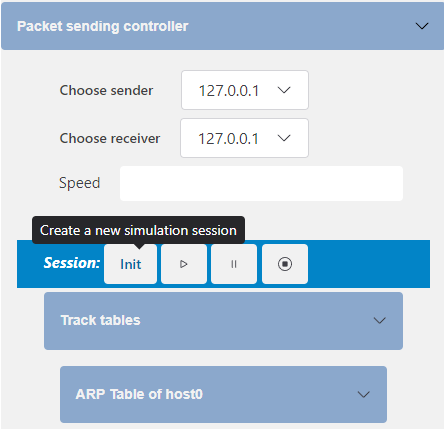 Packet sending controller
Choose sender 127.0.0.1
Choose receiver 127.0.0.1
Speed
Create a new simulation session
Session: Init
Track tables
ARP Table of host0